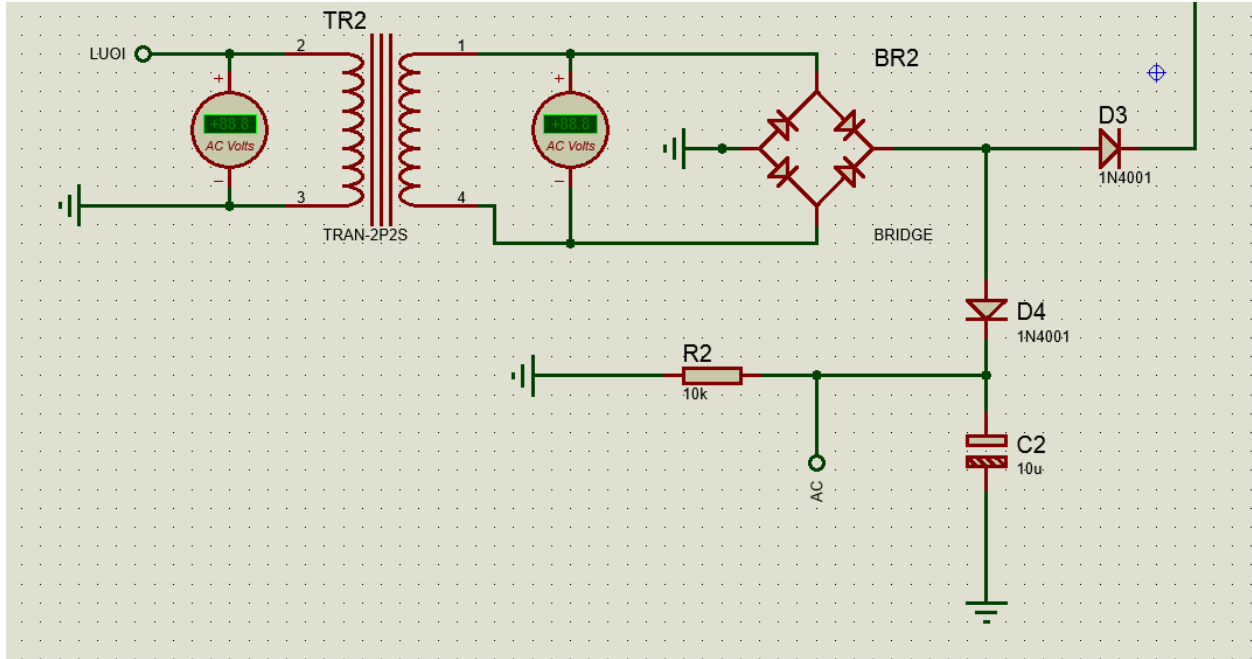 TR2
LUOI
2
1
BR2
+
+88.8
AC Volts
−
+
+88.8
AC Volts
−
D3
1N4001
3
4
TRAN-2P2S
BRIDGE
D4
1N4001
R2
10k
C2
10u
AC